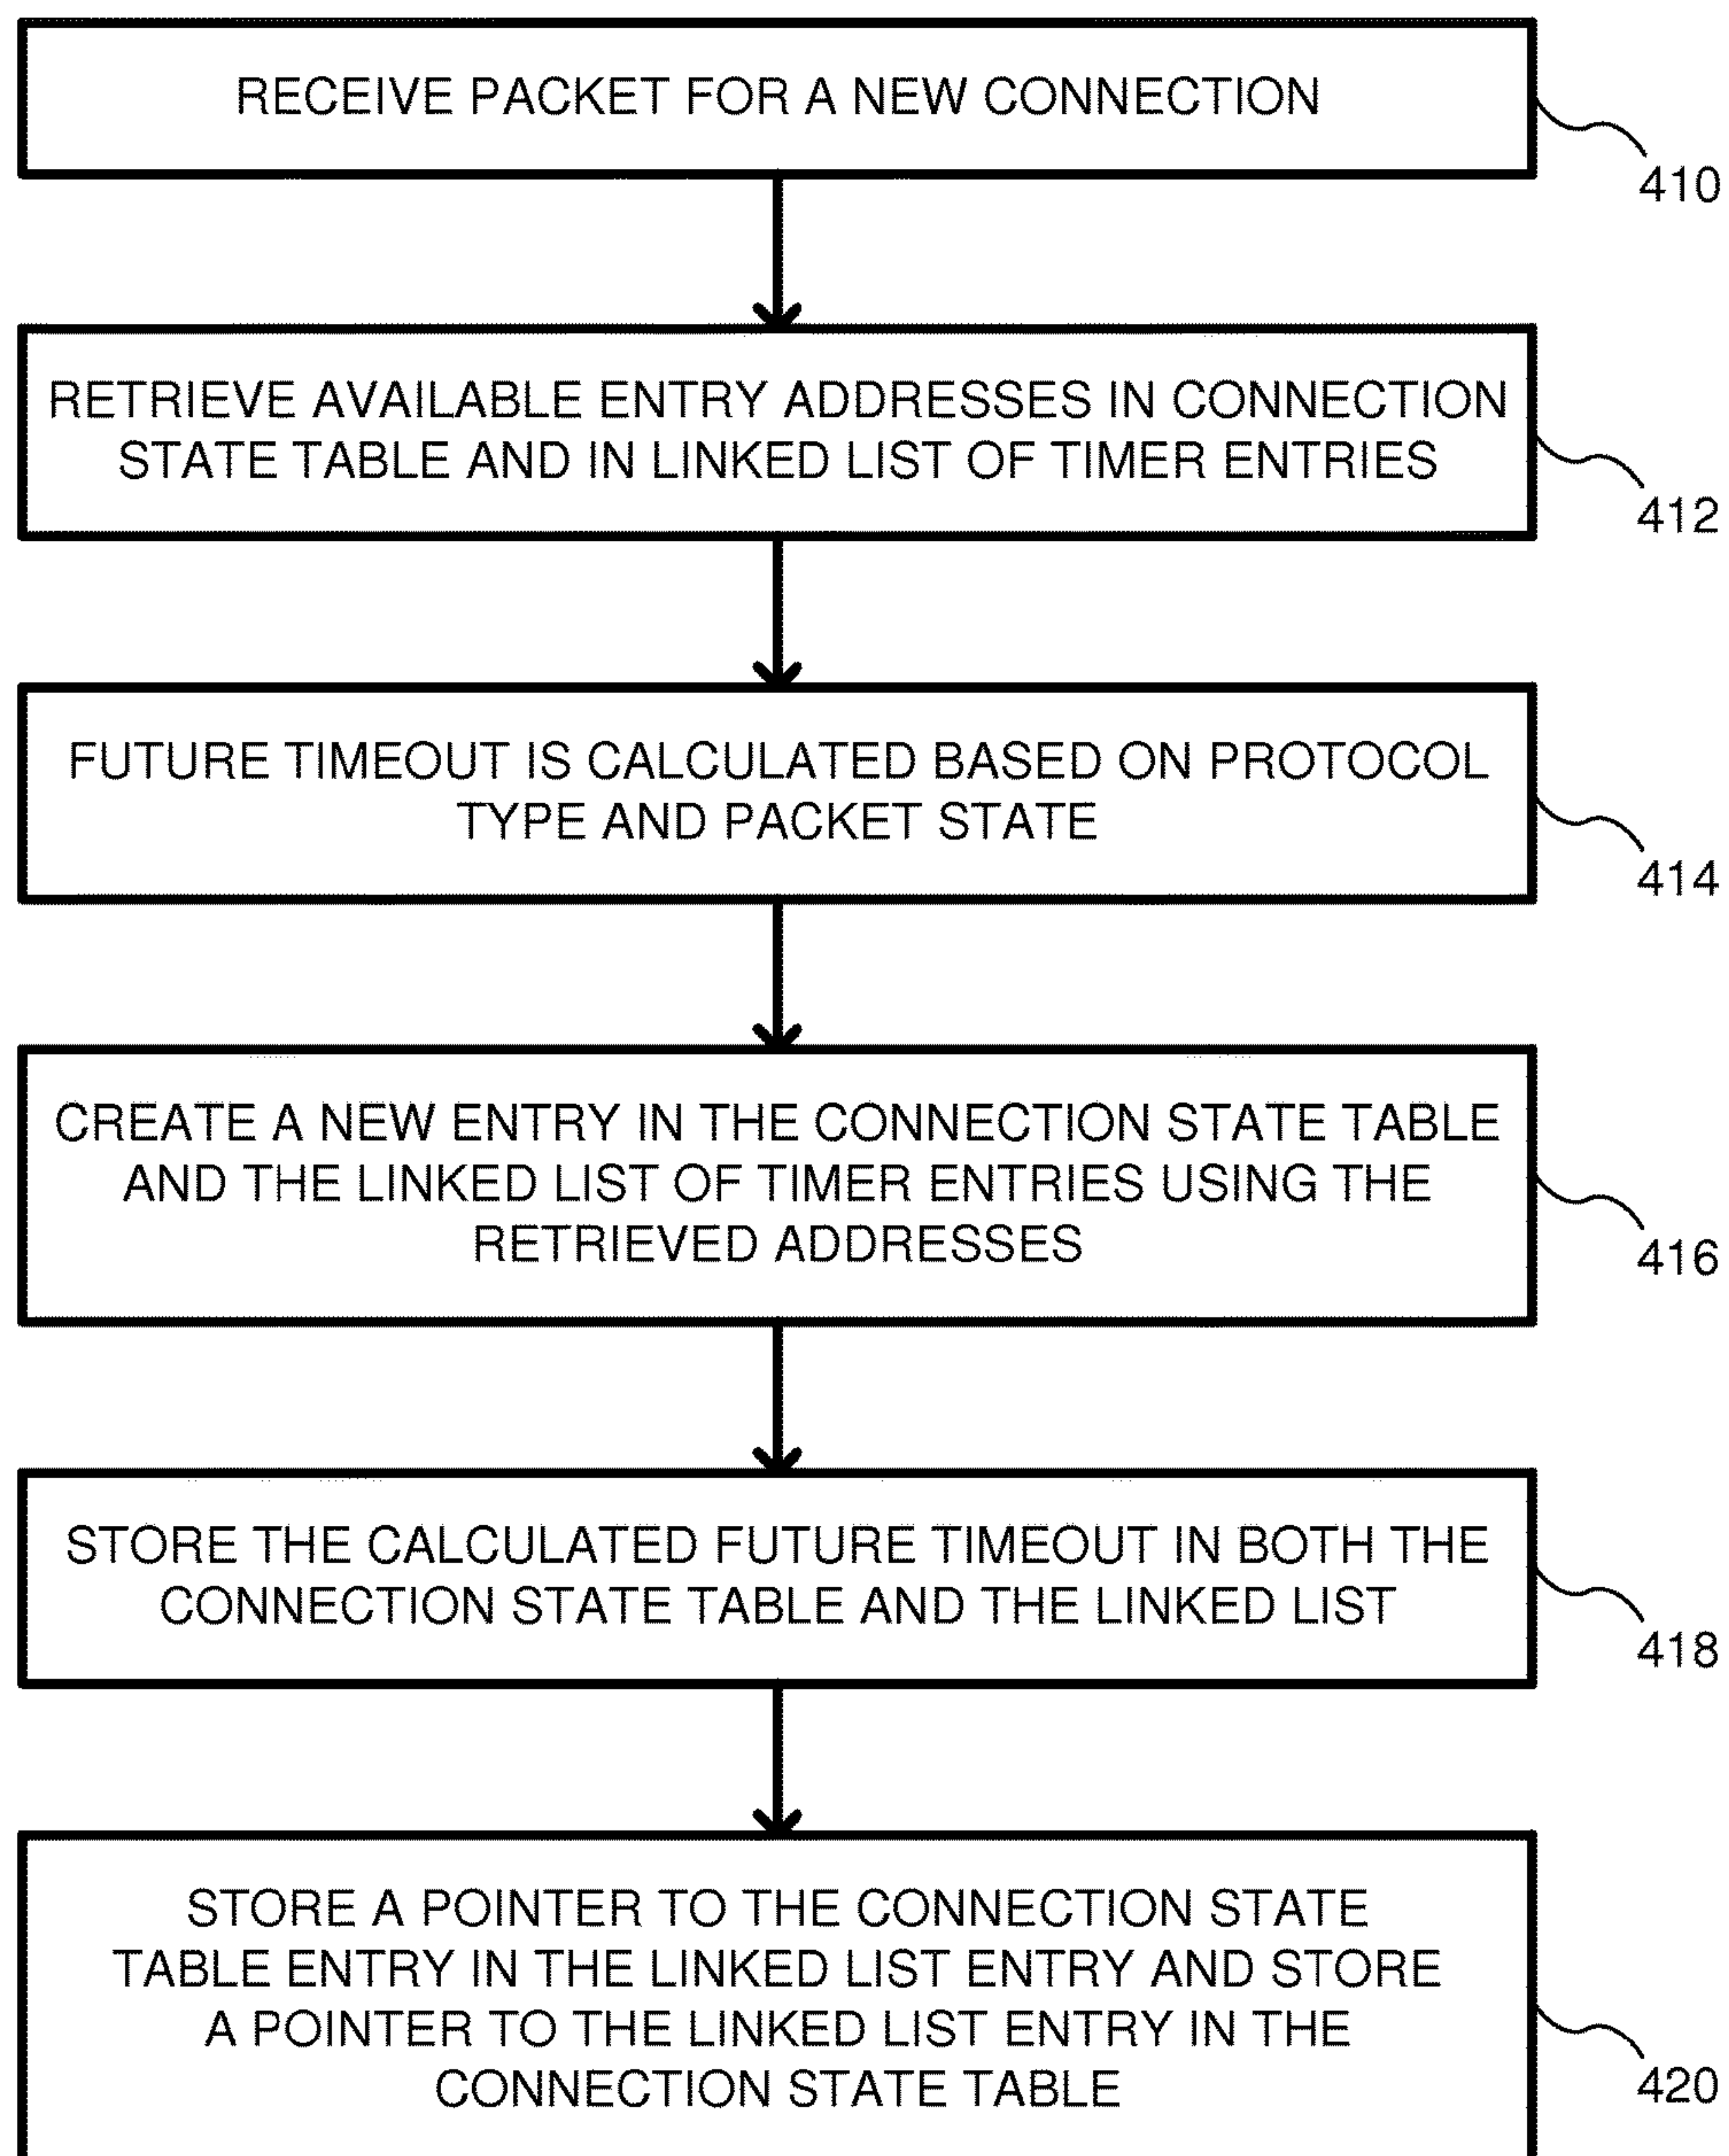 RECEIVE PACKET FOR A NEW CONNECTION
410
RETRIEVE AVAILABLE ENTRY ADDRESSES IN CONNECTION
STATE TABLE AND IN LINKED LIST OF TIMER ENTRIES
412
FUTURE TIMEOUT IS CALCULATED BASED ON PROTOCOL
TYPE AND PACKET STATE
414
CREATE A NEW ENTRY IN THE CONNECTION STATE TABLE
AND THE LINKED LIST OF TIMER ENTRIES USING THE
RETRIEVED ADDRESSES
416
STORE THE CALCULATED FUTURE TIMEOUT IN BOTH THE
CONNECTION STATE TABLE AND THE LINKED LIST
418
STORE A POINTER TO THE CONNECTION STATE
TABLE ENTRY IN THE LINKED LIST ENTRY AND STORE
A POINTER TO THE LINKED LIST ENTRY IN THE
CONNECTION STATE TABLE
420